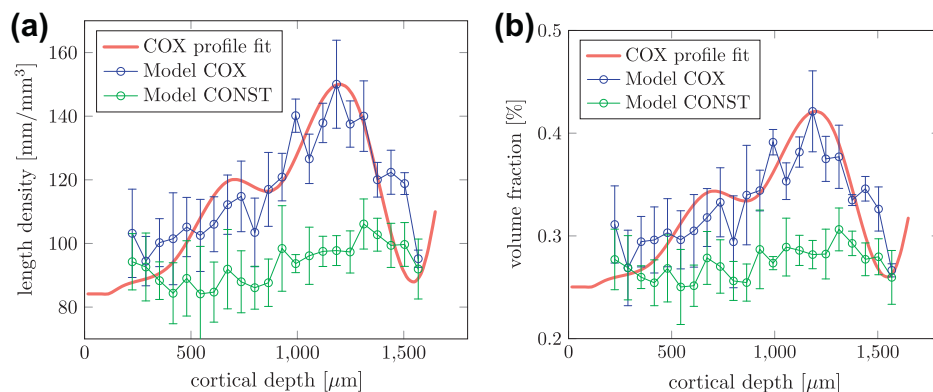 (a)
160
140
120
100
80
length density [mm/mm³]
COX profile fit
Model COX
Model CONST
0
500
1,000
1,500
cortical depth [μm]
(b)
0.5
0.4
0.3
0.2
volume fraction [%]
COX profile fit
Model COX
Model CONST
0
500
1,000
1,500
cortical depth [μm]